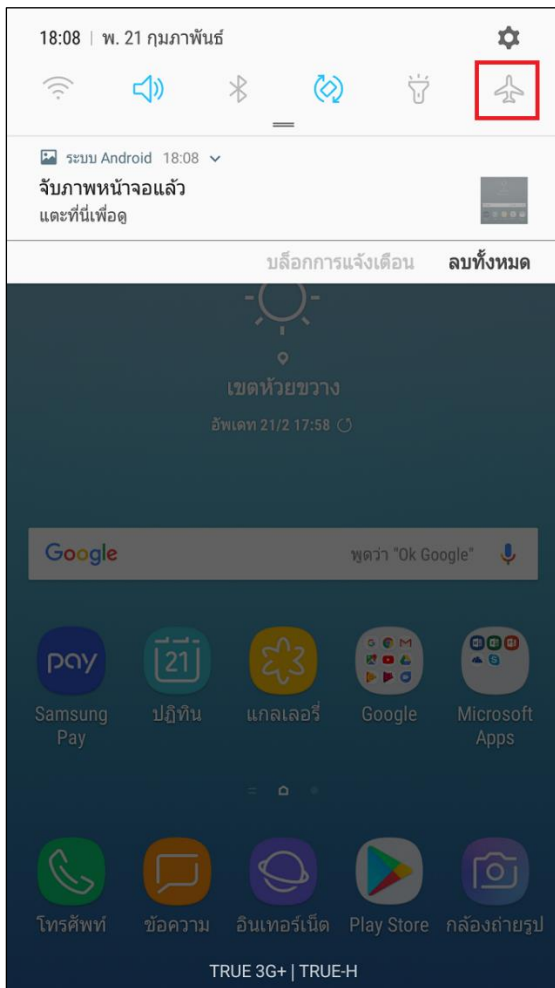 18:08 | พ. 21 กุมภาพันธ์
ระบบ Android 18:08
จับภาพหน้าจอแล้ว
แตะที่นี่เพื่อดู
บล็อกการแจ้งเตือน ลบทั้งหมด
เขตห้วยขวาง
อัพเดท 21/2 17:58
Google พูดว่า "Ok Google"
pay 21
Samsung Pay ปฏิทิน แกลเลอรี่ Google Microsoft Apps
โทรศัพท์ ข้อความ อินเทอร์เน็ต Play Store กล้องถ่ายรูป
TRUE 3G+ | TRUE-H